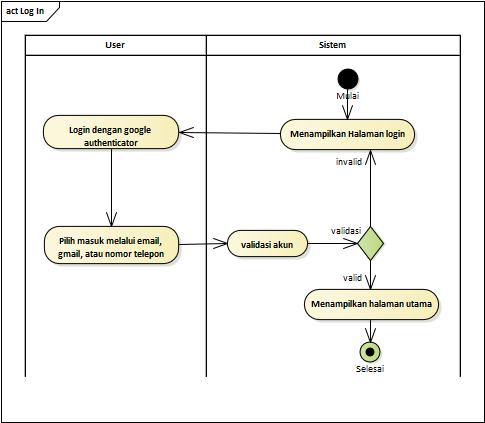 act Log In
User
Sistem
Mulai
Login dengan google
authenticator
Menampilkan Halaman login
invalid
Pilih masuk melalui email,
gmail, atau nomor telepon
validasi akun
validasi
valid
Menampilkan halaman utama
Selesai